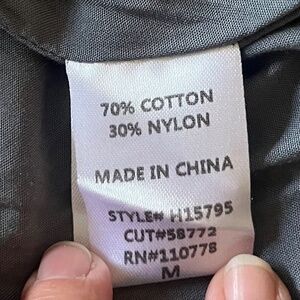 70% COTTON
30% NYLON
MADE IN CHINA
STYLE# H15795
CUT#58772
RN#110778
M